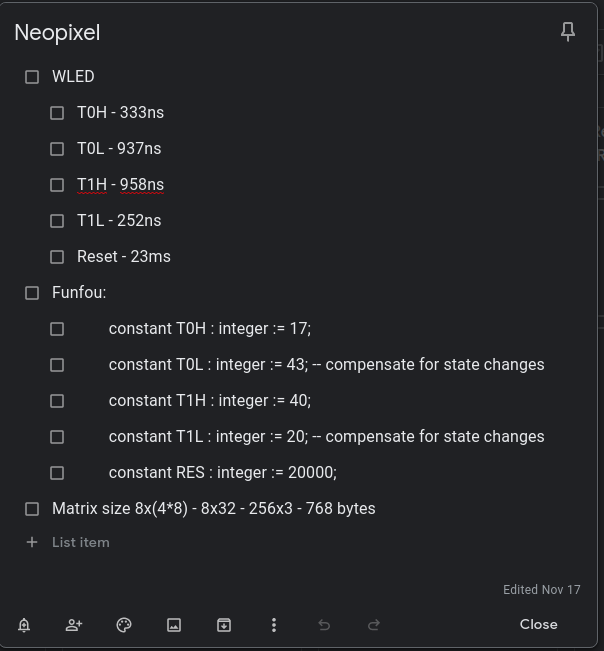 Neopixel
WLED
T0H - 333ns
T0L - 937ns
T1H - 958ns
T1L - 252ns
Reset - 23ms
Funfou:
constant T0H : integer := 17;
constant T0L : integer := 43; -- compensate for state changes
constant T1H : integer := 40;
constant T1L : integer := 20; -- compensate for state changes
constant RES : integer := 20000;
Matrix size 8x(4*8) - 8x32 - 256x3 - 768 bytes
+ List item
Edited Nov 17
Close